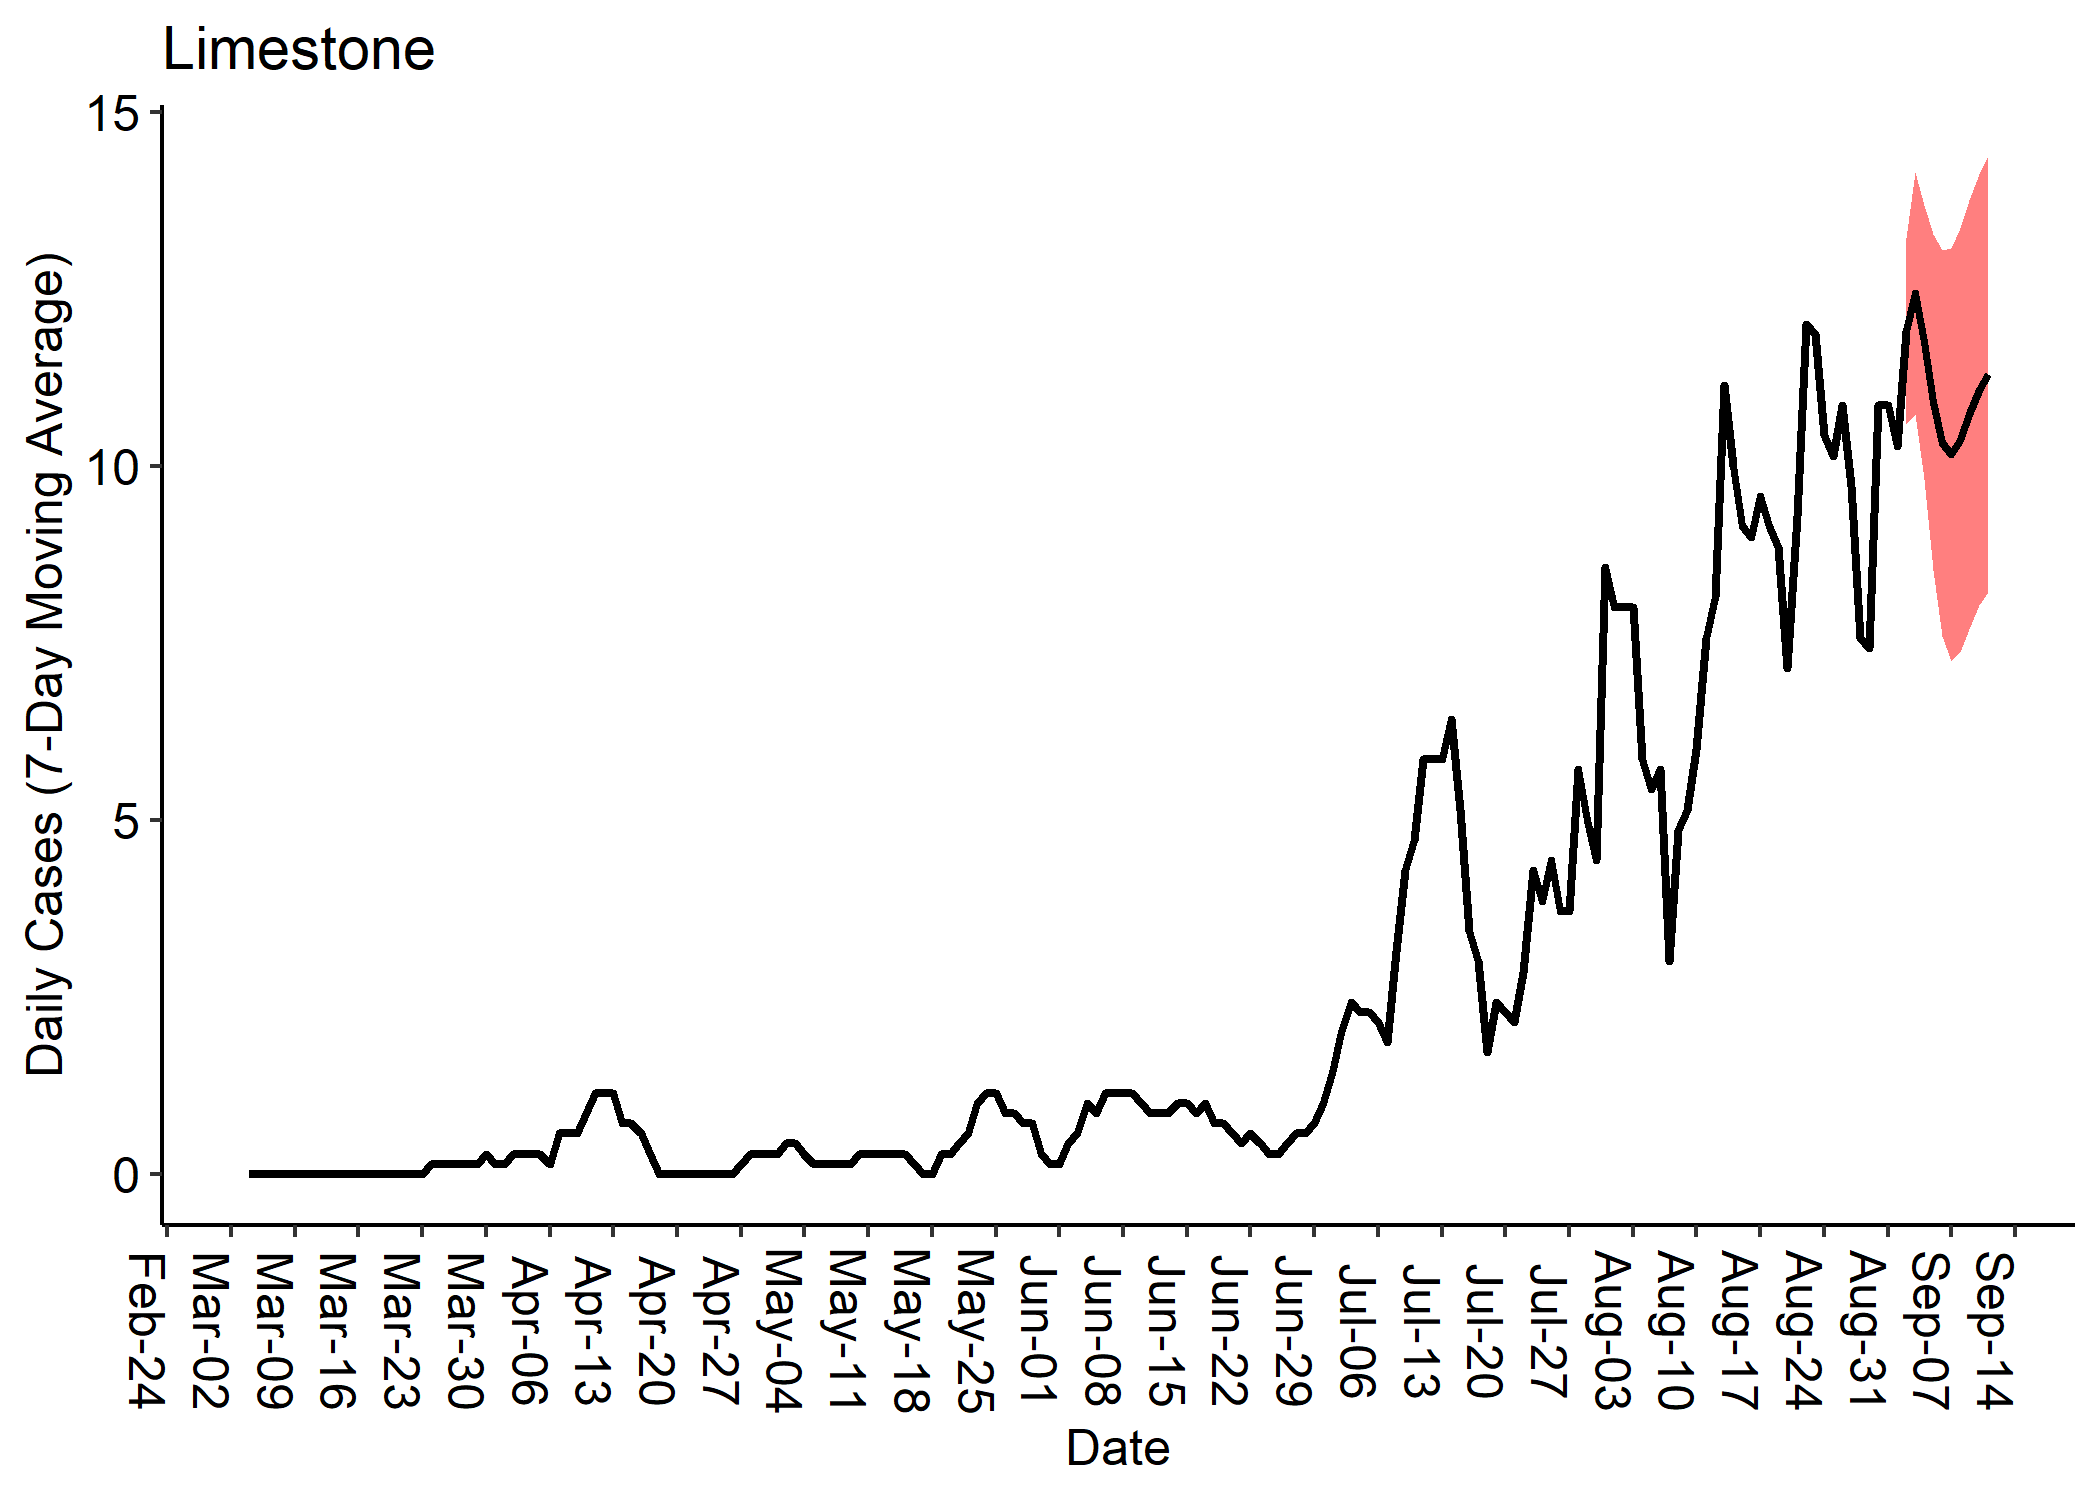 Limestone
15
10
5
0
Daily Cases (7-Day Moving Average)
Feb-24
Mar-02
Mar-09
Mar-16
Mar-23
Mar-30
Apr-06
Apr-13
Apr-20
Apr-27
May-04
May-11
May-18
May-25
Jun-01
Jun-08
Jun-15
Jun-22
Jun-29
Jul-06
Jul-13
Jul-20
Jul-27
Aug-03
Aug-10
Aug-17
Aug-24
Aug-31
Sep-07
Sep-14
Date